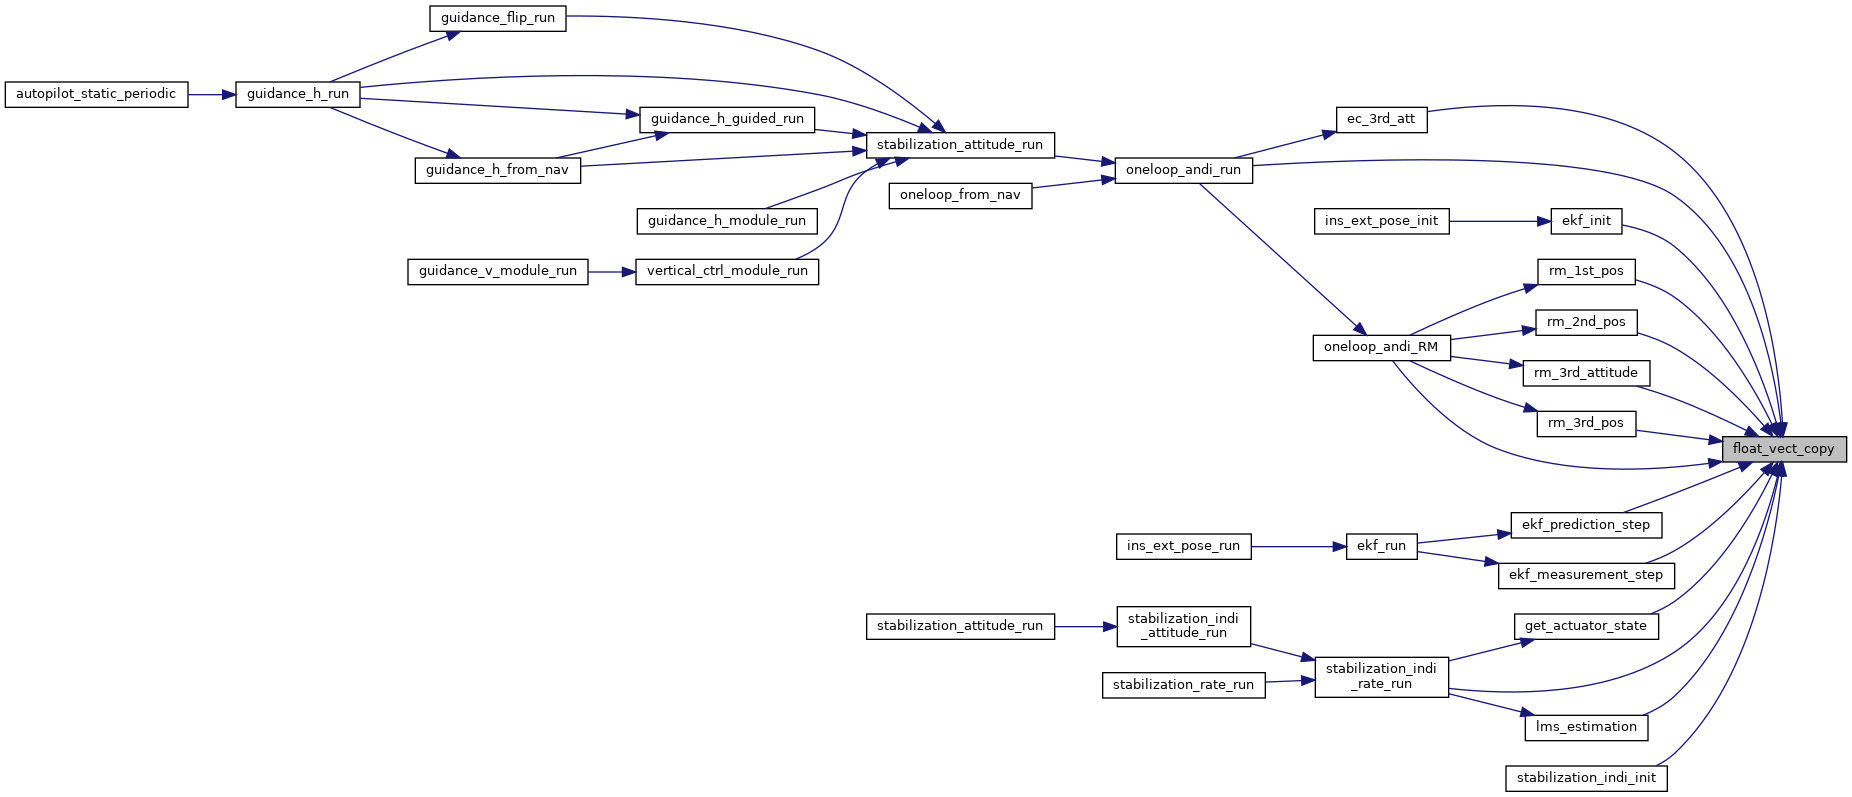 guidance_flip_run
autopilot_static_periodic
guidance_h_run
guidance_h_guided_run
ec_3rd_att
stabilization_attitude_run
guidance_h_from_nav
oneloop_andi_run
oneloop_from_nav
guidance_h_module_run
ins_ext_pose_init
ekf_init
guidance_v_module_run
vertical_ctrl_module_run
rm_1st_pos
rm_2nd_pos
oneloop_andi_RM
rm_3rd_attitude
rm_3rd_pos
float_vect_copy
ekf_prediction_step
ins_ext_pose_run
ekf_run
ekf_measurement_step
stabilization_attitude_run
stabilization_indi
_attitude_run
get_actuator_state
stabilization_indi
_rate_run
stabilization_rate_run
lms_estimation
stabilization_indi_init